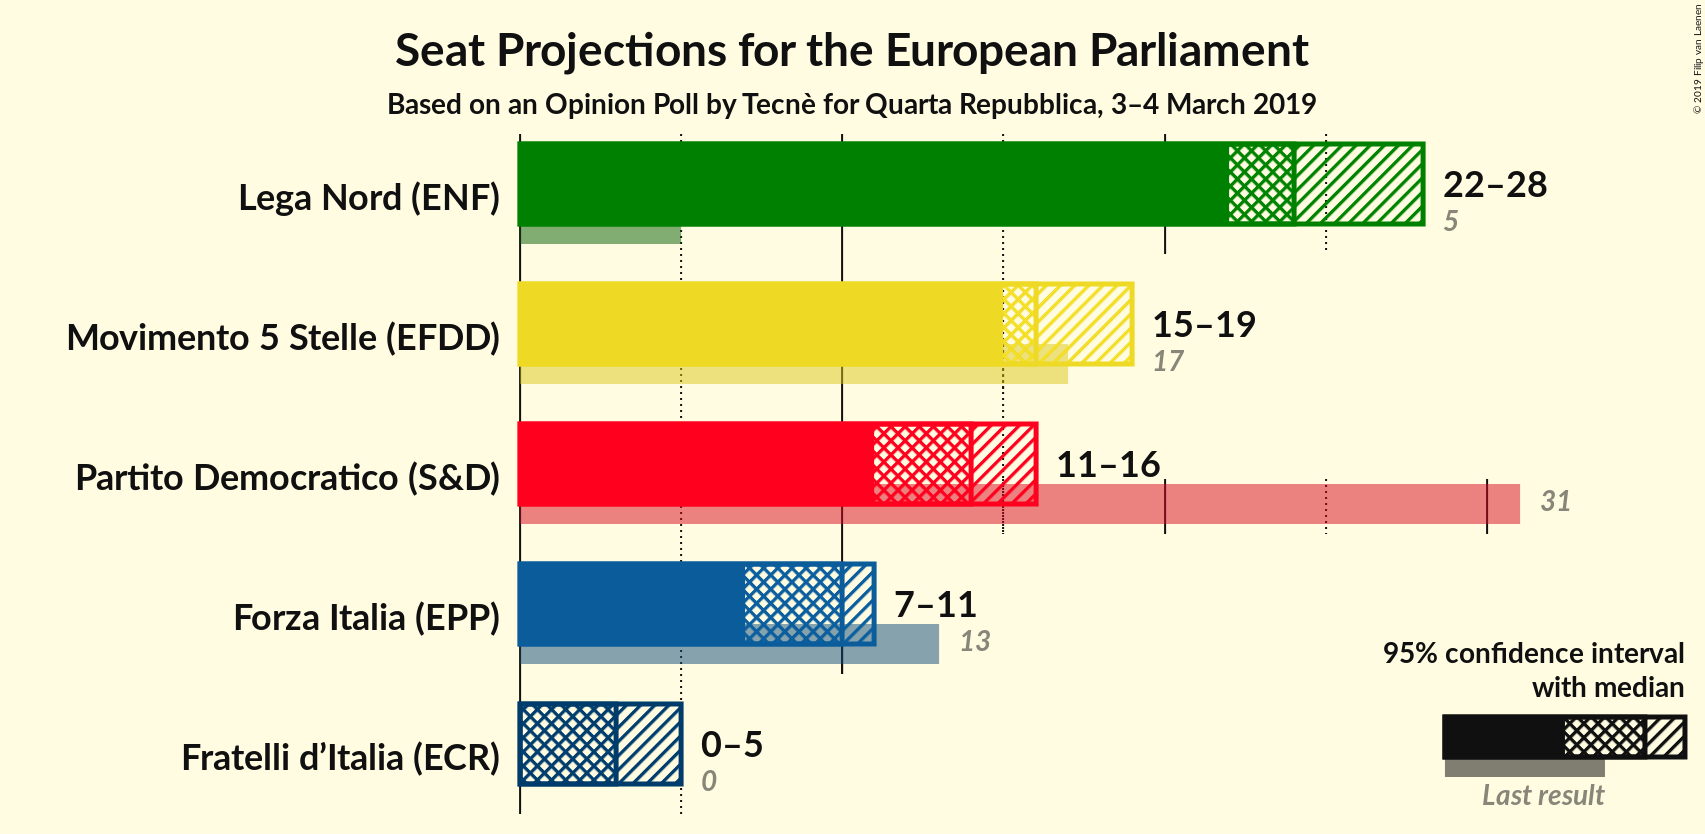 Seat Projections for the European Parliament
Based on an Opinion Poll by Tecnè for Quarta Repubblica, 3–4 March 2019
© 2019 Filip van Laenen
Lega Nord (ENF)
22–28
5
Movimento 5 Stelle (EFDD)
15–19
17
Partito Democratico (S&D)
11–16
31
Forza Italia (EPP)
7–11
13
Fratelli d’Italia (ECR)
0–5
0
95% confidence interval
with median
Last result